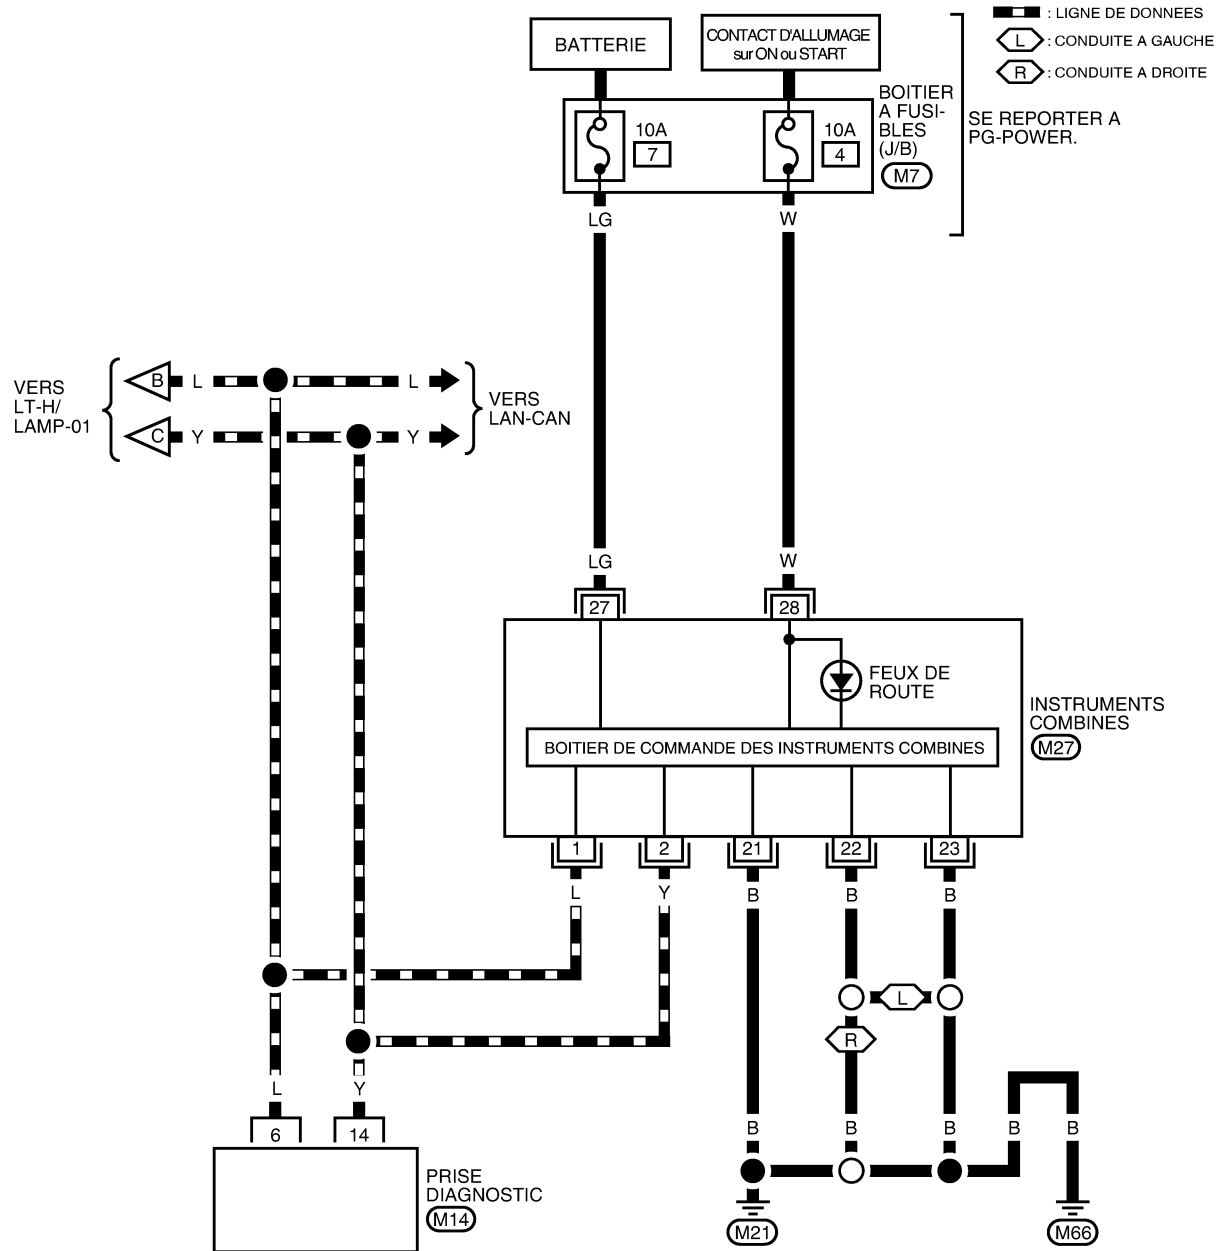 BATTERIE
CONTACT D'ALLUMAGE
sur ON ou START
: LIGNE DE DONNEES
L : CONDUITE A GAUCHE
R : CONDUITE A DROITE
BOITIER
A FUSI-
BLES
(J/B)
M7
SE REPORTER A
PG-POWER.
10A
7
10A
4
LG
W
VERS
LT-H/
LAMP-01
B
L
L
C
Y
Y
VERS
LAN-CAN
LG
W
27
28
FEUX DE
ROUTE
INSTRUMENTS
COMBINES
M27
BOITIER DE COMMANDE DES INSTRUMENTS COMBINES
1
2
21
22
23
L
Y
B
B
B
L
R
L
Y
B
B
B
B
B
6
14
PRISE
DIAGNOSTIC
M14
M21
M66